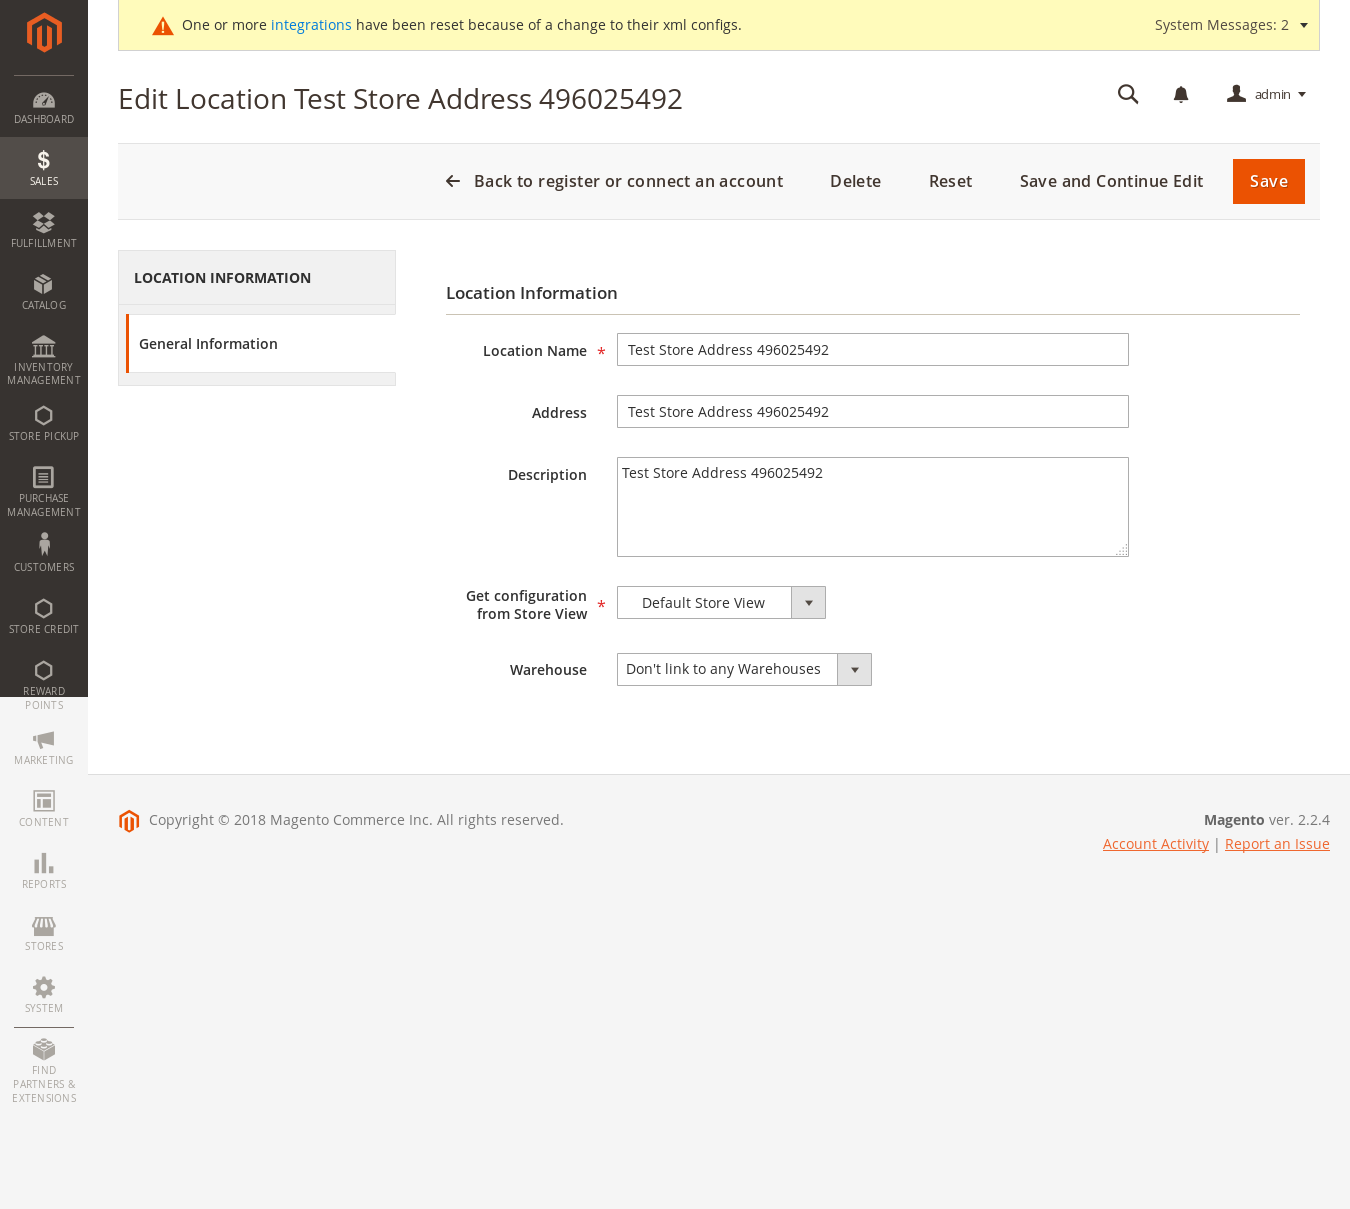 One or more integrations have been reset because of a change to their xml configs.
System Messages: 2
Edit Location Test Store Address 496025492
admin
Back to register or connect an account
Delete
Reset
Save and Continue Edit
Save
DASHBOARD
SALES
FULFILLMENT
CATALOG
INVENTORY
MANAGEMENT
STORE PICKUP
PURCHASE
MANAGEMENT
CUSTOMERS
STORE CREDIT
REWARD
POINTS
MARKETING
CONTENT
REPORTS
STORES
SYSTEM
FIND
PARTNERS &
EXTENSIONS
LOCATION INFORMATION
General Information
Location Information
Location Name * Test Store Address 496025492
Address Test Store Address 496025492
Description Test Store Address 496025492
Get configuration
from Store View * Default Store View
Warehouse Don't link to any Warehouses
Copyright © 2018 Magento Commerce Inc. All rights reserved.
Magento ver. 2.2.4
Account Activity | Report an Issue